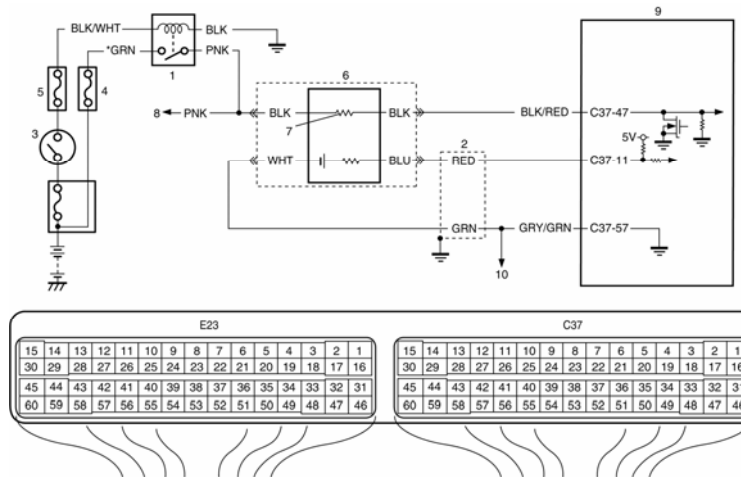 9
BLK/WHT
BLK
*GRN
PNK
1
6
5
4
8
PNK
BLK
BLK
BLK/RED
C37-47
7
3
2
5V
WHT
BLU
RED
C37-11
GRN
GRY/GRN
C37-57
10
E23
C37
15 14 13 12 11 10 9 8 7 6 5 4 3 2 1
15 14 13 12 11 10 9 8 7 6 5 4 3 2 1
30 29 28 27 26 25 24 23 22 21 20 19 18 17 16
30 29 28 27 26 25 24 23 22 21 20 19 18 17 16
45 44 43 42 41 40 39 38 37 36 35 34 33 32 31
45 44 43 42 41 40 39 38 37 36 35 34 33 32 31
60 59 58 57 56 55 54 53 52 51 50 49 48 47 46
60 59 58 57 56 55 54 53 52 51 50 49 48 47 46